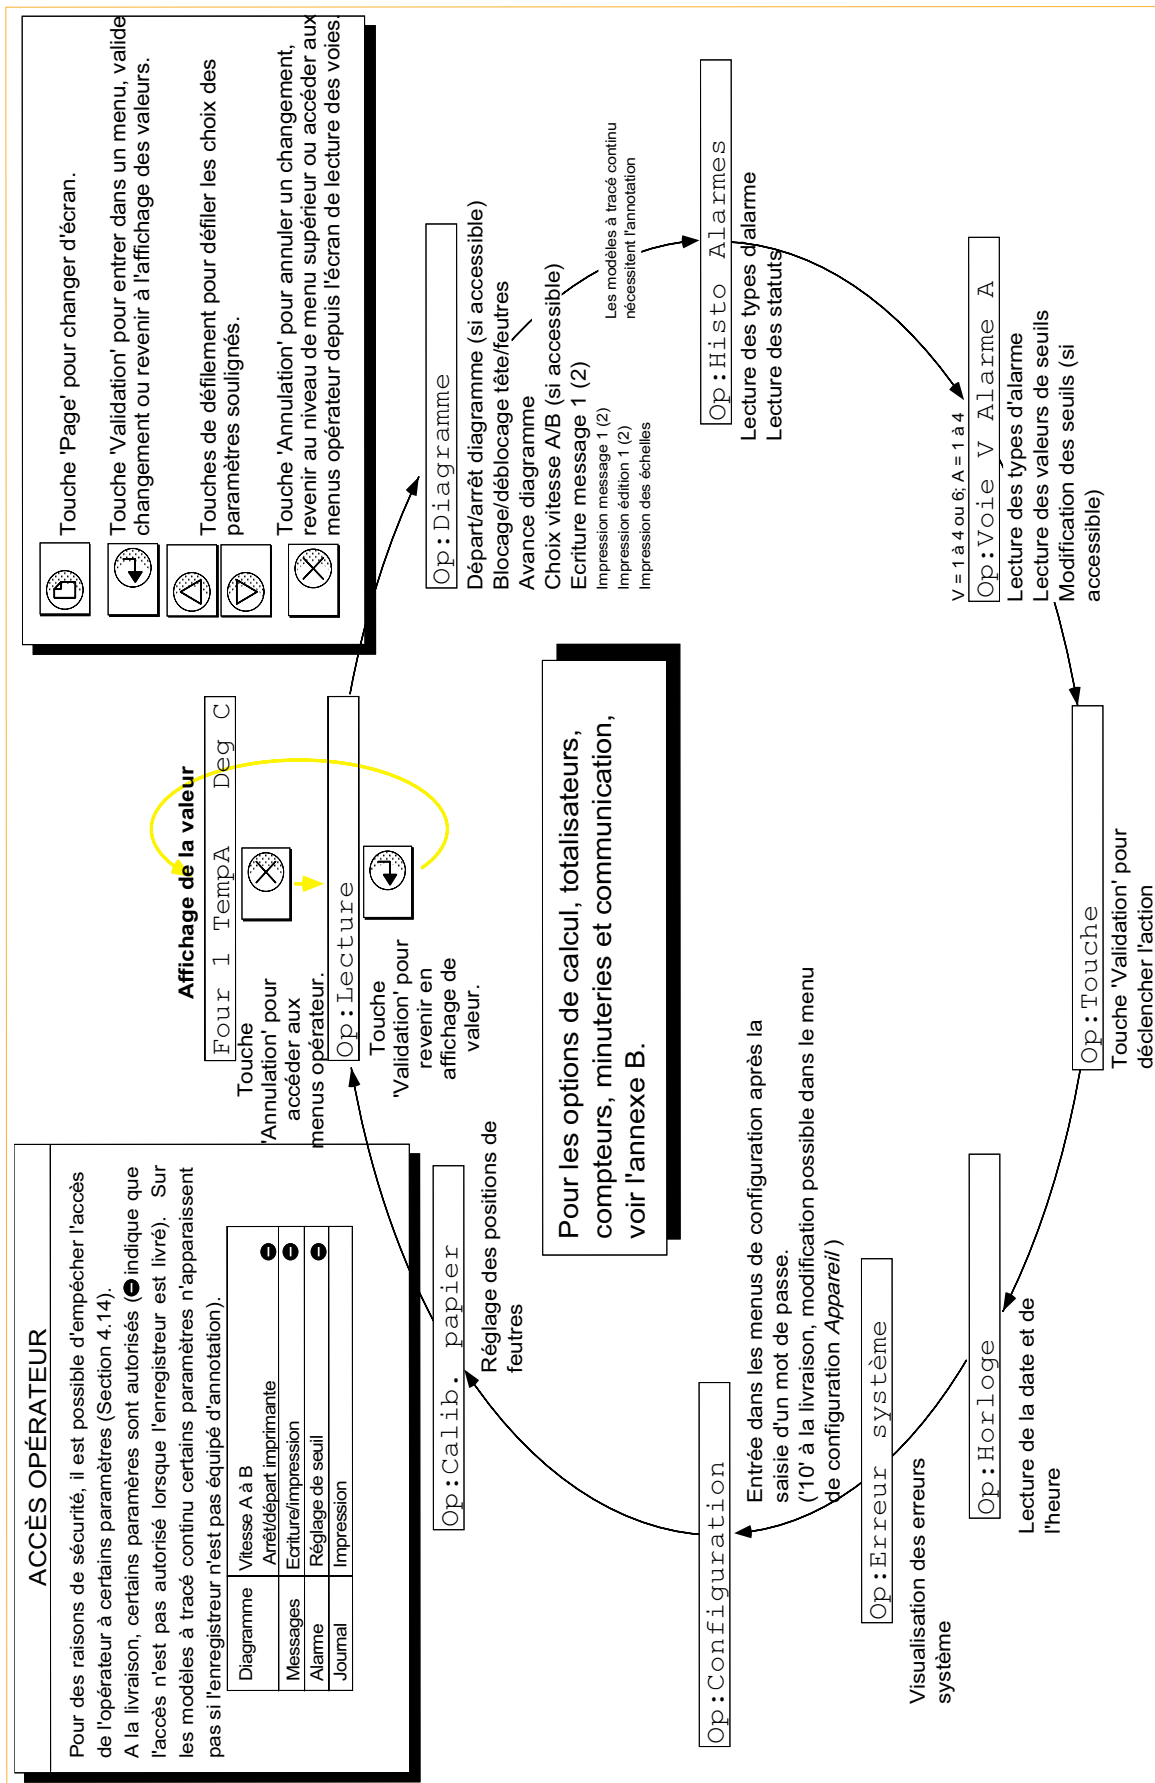 ACCÈS OPÉRATEUR
Pour des raisons de sécurité, il est possible d'empécher l'accès
de l'opérateur à certains paramètres (Section 4.14).
A la livraison, certains paramères sont autorisés (⊖ indique que
l'accès n'est pas autorisé lorsque l'enregistreur est livré). Sur
les modèles à tracé continu certains paramètres n'apparaissent
pas si l'enregistreur n'est pas équipé d'annotation).
Diagramme Vitesse A à B
Arrêt/départ imprimante ⊖
Messages Ecriture/impression ⊖
Alarme Réglage de seuil ⊖
Journal Impression
Affichage de la valeur
Four 1 TempA Deg C
Touche
'Annulation' pour
accéder aux
menus opérateur.
Op:Lecture
Touche
'Validation' pour
revenir en
affichage de
valeur.
Touche 'Page' pour changer d'écran.
Touche 'Validation' pour entrer dans un menu, valide
changement ou revenir à l'affichage des valeurs.
Touches de défilement pour défiler les choix des
paramètres soulignés.
Touche 'Annulation' pour annuler un changement,
revenir au niveau de menu supérieur ou accéder aux
menus opérateur depuis l'écran de lecture des voies.
Op:Diagramme
Départ/arrêt diagramme (si accessible)
Blocage/déblocage tête/feutres
Avance diagramme
Choix vitesse A/B (si accessible)
Ecriture message 1 (2)
Impression message 1 (2)
Impression édition 1 (2)
Impression des échelles
Les modèles à tracé continu
nécessitent l'annotation
Op:Histo Alarmes
Lecture des types d'alarme
Lecture des statuts
V = 1 à 4 ou 6; A = 1 à 4
Op:Voie V Alarme A
Lecture des types d'alarme
Lecture des valeurs de seuils
Modification des seuils (si
accessible)
Op:Touche
Touche 'Validation' pour
déclencher l'action
Op:Horloge
Lecture de la date et de
l'heure
Op:Erreur système
Visualisation des erreurs
système
Op:Configuration
Entrée dans les menus de configuration après la
saisie d'un mot de passe.
('10' à la livraison, modification possible dans le menu
de configuration Appareil )
Op:Calib. papier
Réglage des positions de
feutres
Pour les options de calcul, totalisateurs,
compteurs, minuteries et communication,
voir l'annexe B.